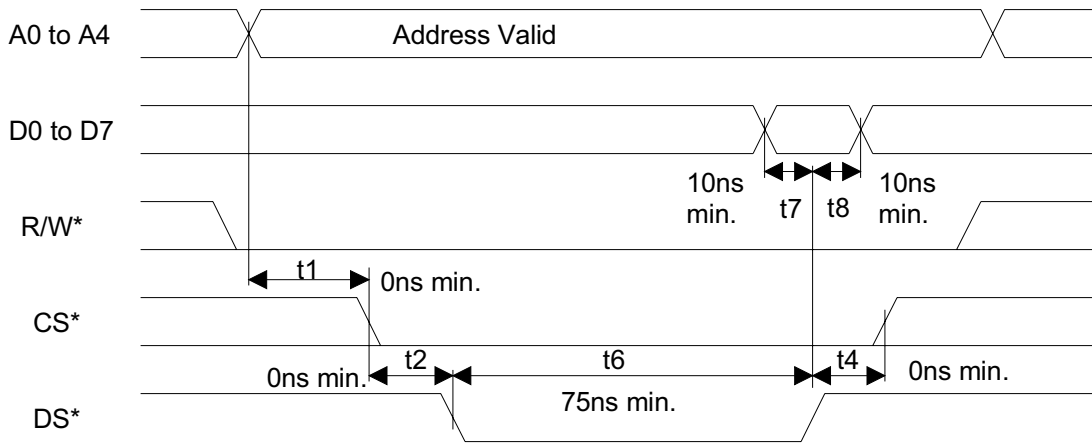 A0 to A4
Address Valid
D0 to D7
10ns
min.
t7
t8
10ns
min.
R/W*
t1
0ns min.
CS*
0ns min.
t2
t6
t4
0ns min.
75ns min.
DS*